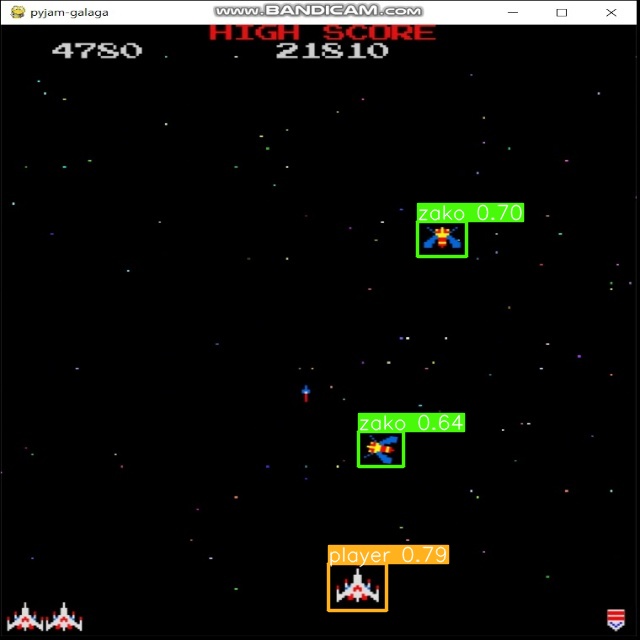 pyjam-galaga
www.BANDICAM.com
HIGH SCORE
4780
21810
zako 0.70
zako 0.64
player 0.79